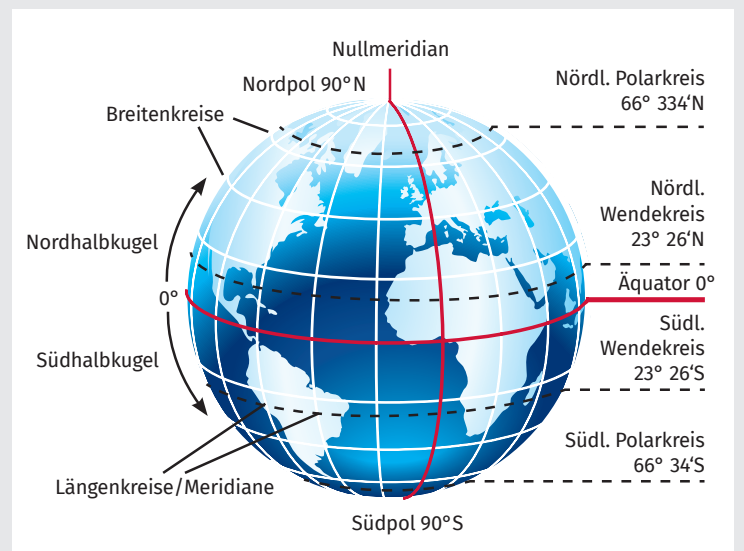 Nullmeridian
Nordpol 90°N
Nördl. Polarkreis
66° 334‘N
Breitenkreise
Nördl.
Wendekreis
23° 26‘N
Nordhalbkugel
Äquator 0°
0°
Südl.
Wendekreis
23° 26‘S
Südhalbkugel
Südl. Polarkreis
66° 34‘S
Längenkreise/Meridiane
Südpol 90°S